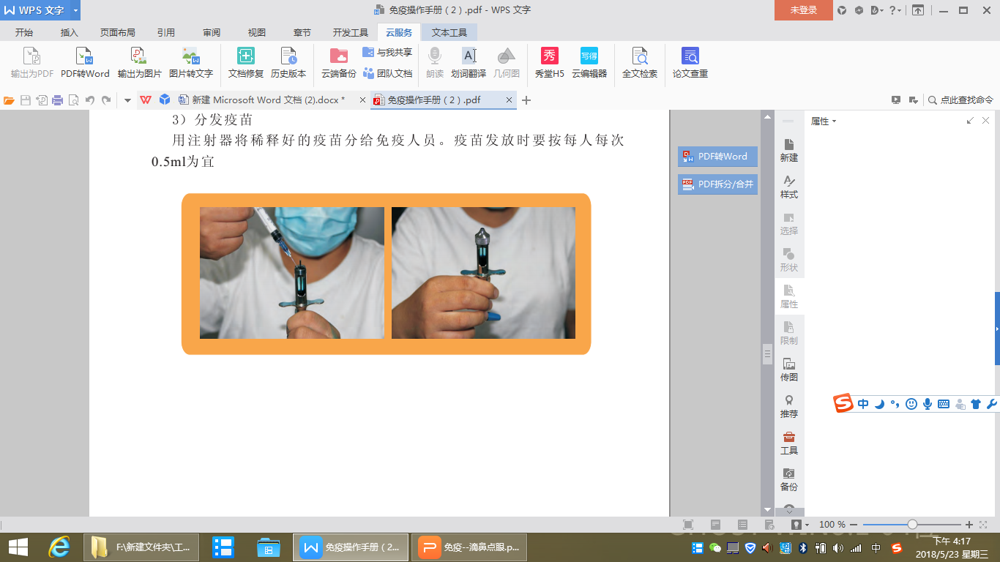 WPS 文字
免疫操作手册（2）.pdf - WPS 文字
未登录
开始 插入 页面布局 引用 审阅 视图 章节 开发工具 云服务 文本工具
输出为PDF PDF转Word 输出为图片 图片转文字 文档修复 历史版本 云端备份 与我共享 团队文档 朗读 划词翻译 几何图 秀堂H5 云编辑器 全文检索 论文查重
秀
写得
新建 Microsoft Word 文档 (2).docx *
免疫操作手册（2）.pdf
点此查找命令
3）分发疫苗
用注射器将稀释好的疫苗分给免疫人员。疫苗发放时要按每人每次
0.5ml为宜
PDF转Word
PDF拆分/合并
属性
新建
样式
选择
形状
属性
限制
传图
推荐
工具
备份
中
100 %
F:\新建文件夹\工...
免疫操作手册（2...
免疫--滴鼻点眼.p...
中
下午 4:17
2018/5/23 星期三